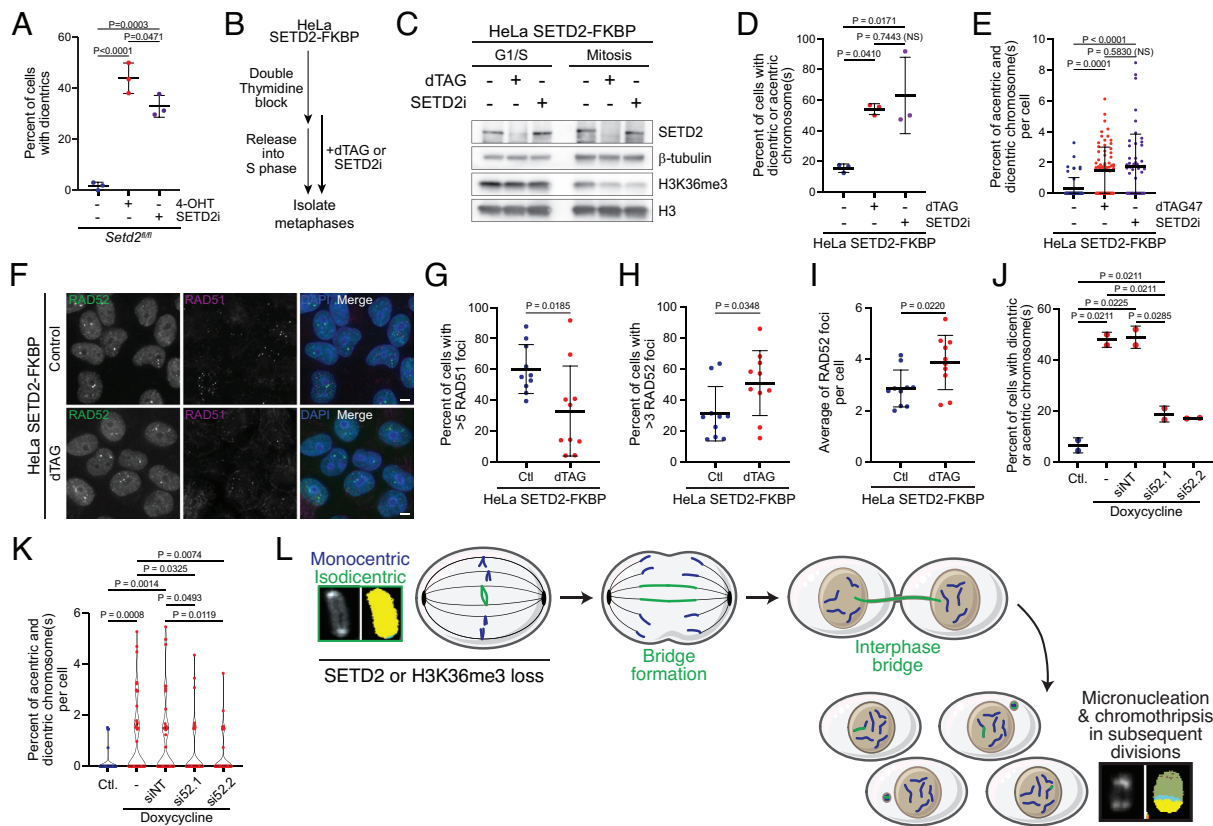 A
P=0.0003
P=0.0471
P<0.0001
Percent of cells
with dicentrics
60
40
20
0
- + - 4-OHT
- - + SETD2i
Setd2fl/fl
B
HeLa
SETD2-FKBP
Double
Thymidine
block
Release
into
S phase
+dTAG or
SETD2i
Isolate
metaphases
C
HeLa SETD2-FKBP
G1/S Mitosis
dTAG - + - - + -
SETD2i - - + - - +
SETD2
β-tubulin
H3K36me3
H3
D
P = 0.0171
P = 0.7443 (NS)
P = 0.0410
Percent of cells with
dicentric or acentric
chromosome(s)
100
80
60
40
20
0
- + - dTAG
- - + SETD2i
HeLa SETD2-FKBP
E
P < 0.0001
P = 0.5830 (NS)
P = 0.0001
Percent of acentric and
dicentric chromosome(s)
per cell
10
8
6
4
2
0
- + - dTAG47
- - + SETD2i
HeLa SETD2-FKBP
F
HeLa SETD2-FKBP
Control
dTAG
RAD52 RAD51 DAPI Merge
RAD52 RAD51 DAPI Merge
G
P = 0.0185
Percent of cells with
>5 RAD51 foci
100
80
60
40
20
0
Ctl dTAG
HeLa SETD2-FKBP
H
P = 0.0348
Percent of cells with
>3 RAD52 foci
100
80
60
40
20
0
Ctl dTAG
HeLa SETD2-FKBP
I
P = 0.0220
Average of RAD52 foci
per cell
8
6
4
2
0
Ctl dTAG
HeLa SETD2-FKBP
J
P = 0.0211
P = 0.0211
P = 0.0225
P = 0.0211 P = 0.0285
Percent of cells with dicentric
or acentric chromosome(s)
60
40
20
0
Ctl. - siNT si52.1 si52.2
Doxycycline
K
P = 0.0074
P = 0.0325
P = 0.0014
P = 0.0493
P = 0.0008 P = 0.0119
Percent of acentric and
dicentric chromosome(s)
per cell
6
4
2
0
Ctl. - siNT si52.1 si52.2
Doxycycline
L
Monocentric
Isodicentric
SETD2 or H3K36me3 loss
Bridge
formation
Interphase
bridge
Micronucleation
& chromothripsis
in subsequent
divisions